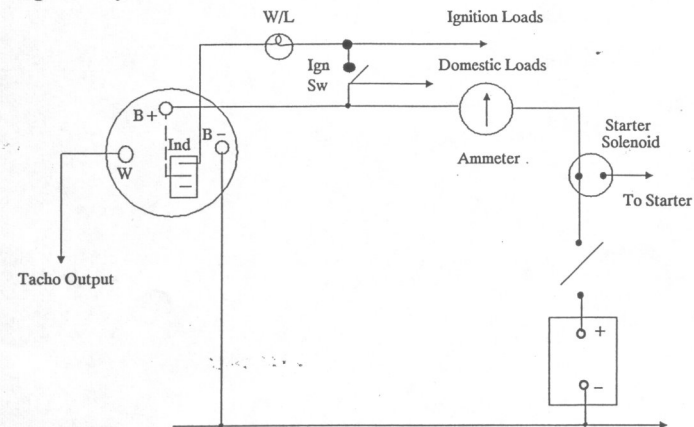 W/L
Ignition Loads
Ign
Sw
Domestic Loads
B+
B-
Ind
W
Ammeter
Starter
Solenoid
To Starter
Tacho Output
+
-